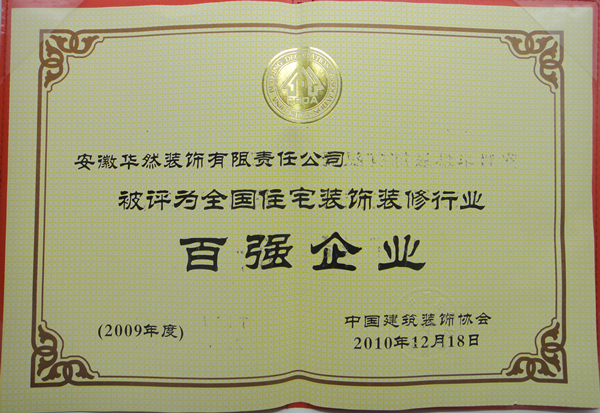 安徽华然装饰有限责任公司
被评为全国住宅装饰装修行业
百强企业
(2009年度)
中国建筑装饰协会
2010年12月18日